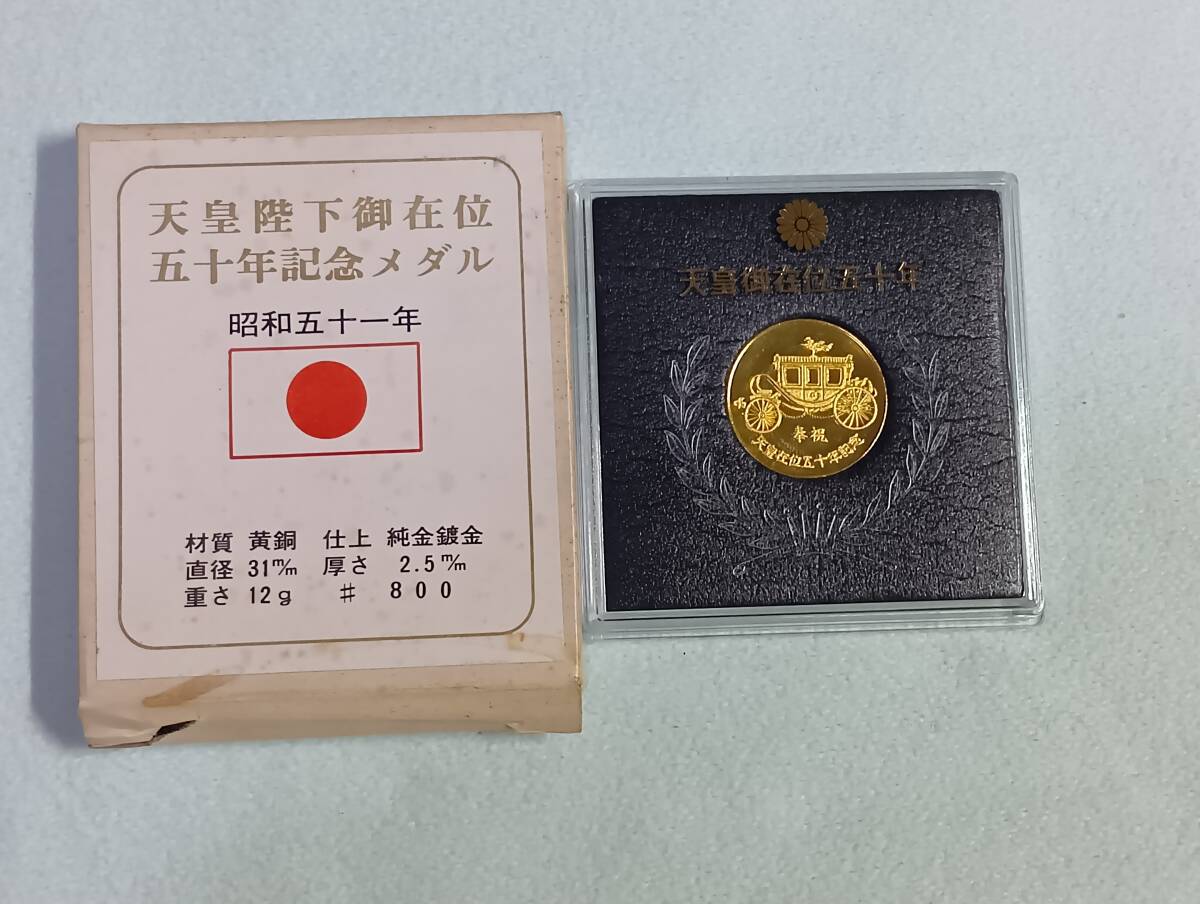 天皇陛下御在位
五十年記念メダル
昭和五十一年
材質 黄銅 仕上 純金鍍金
直径 31m/m 厚さ 2.5m/m
重さ 12g # 800
天皇御在位五十年
奉祝
天皇在位五十年記念